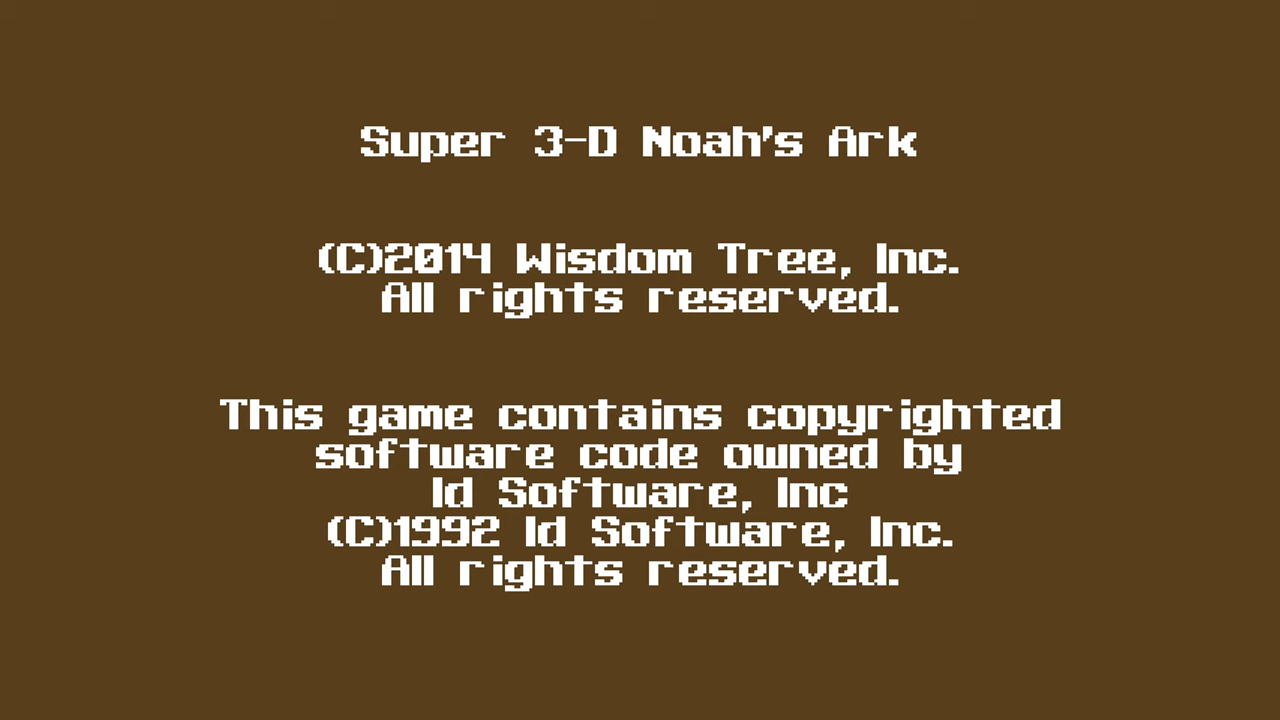 Super 3-D Noah's Ark
(C)2014 Wisdom Tree, Inc.
All rights reserved.
This game contains copyrighted
software code owned by
Id Software, Inc
(C)1992 Id Software, Inc.
All rights reserved.